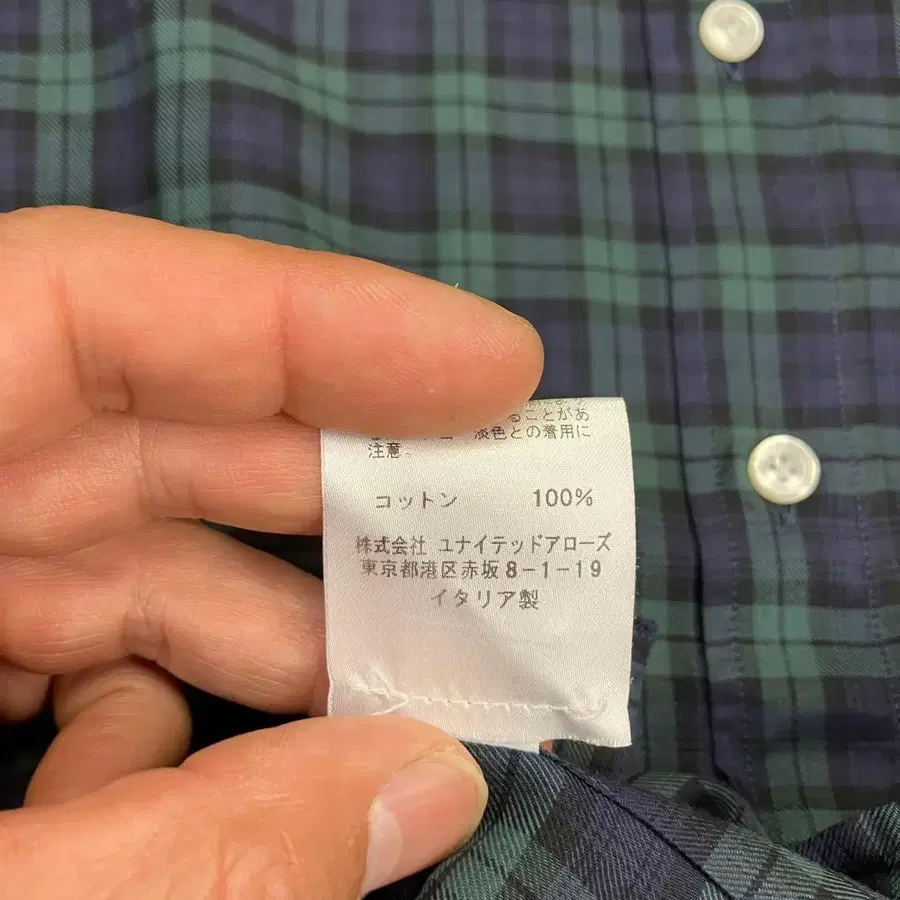 ることがあ
淡色との着用に
注意。
コットン 100%
株式会社 ユナイテッドアローズ
東京都港区赤坂8-1-19
イタリア製